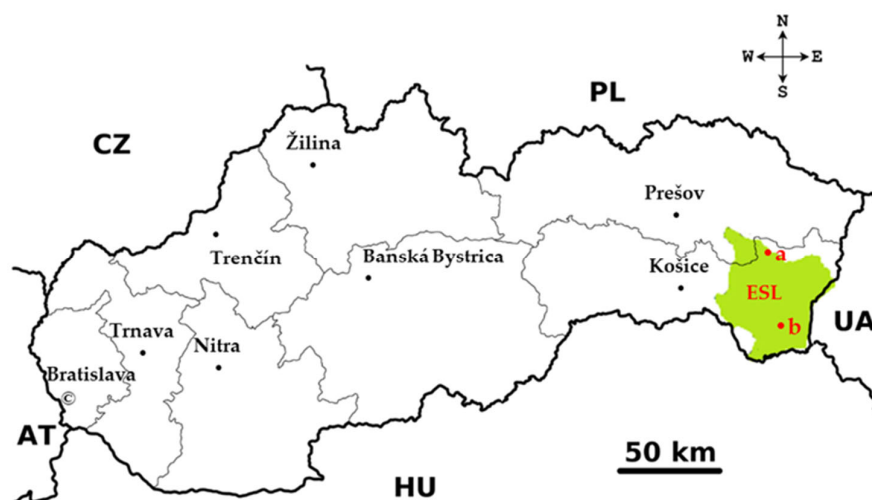 N
W E
S
PL
CZ
Žilina
Prešov
Trenčín
Banská Bystrica
Košice
a
ESL
b
UA
Trnava
Nitra
Bratislava
©
AT
50 km
HU